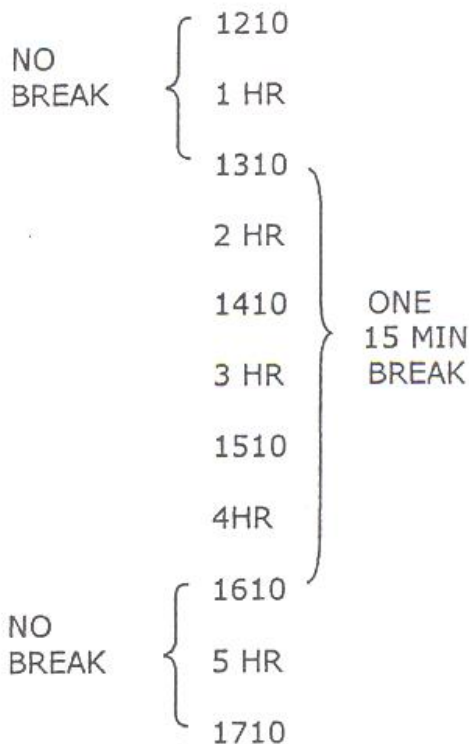 1210
NO
BREAK
1 HR
1310
2 HR
1410
ONE
15 MIN
BREAK
3 HR
1510
4HR
1610
NO
BREAK
5 HR
1710